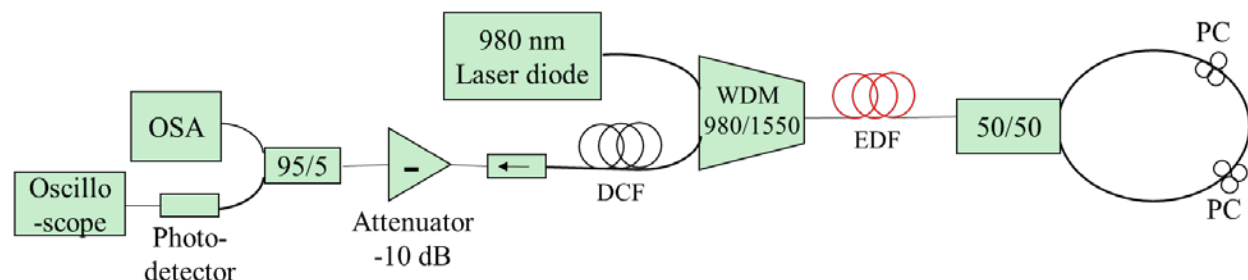 980 nm
Laser diode
WDM
980/1550
EDF
50/50
PC
PC
OSA
95/5
-
DCF
Oscillo
-scope
Photo-
detector
Attenuator
-10 dB